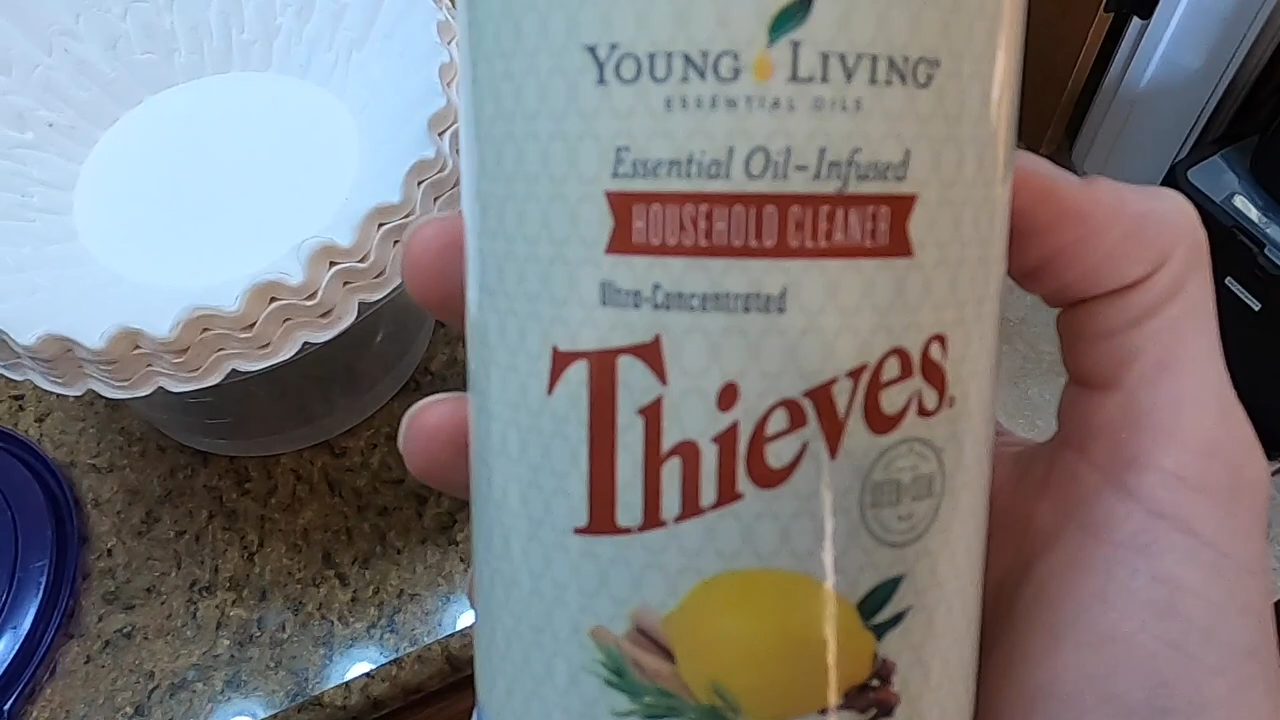 YOUNG LIVING
ESSENTIAL OILS
Essential Oil-Infused
HOUSEHOLD CLEANER
Ultra-Concentrated
Thieves